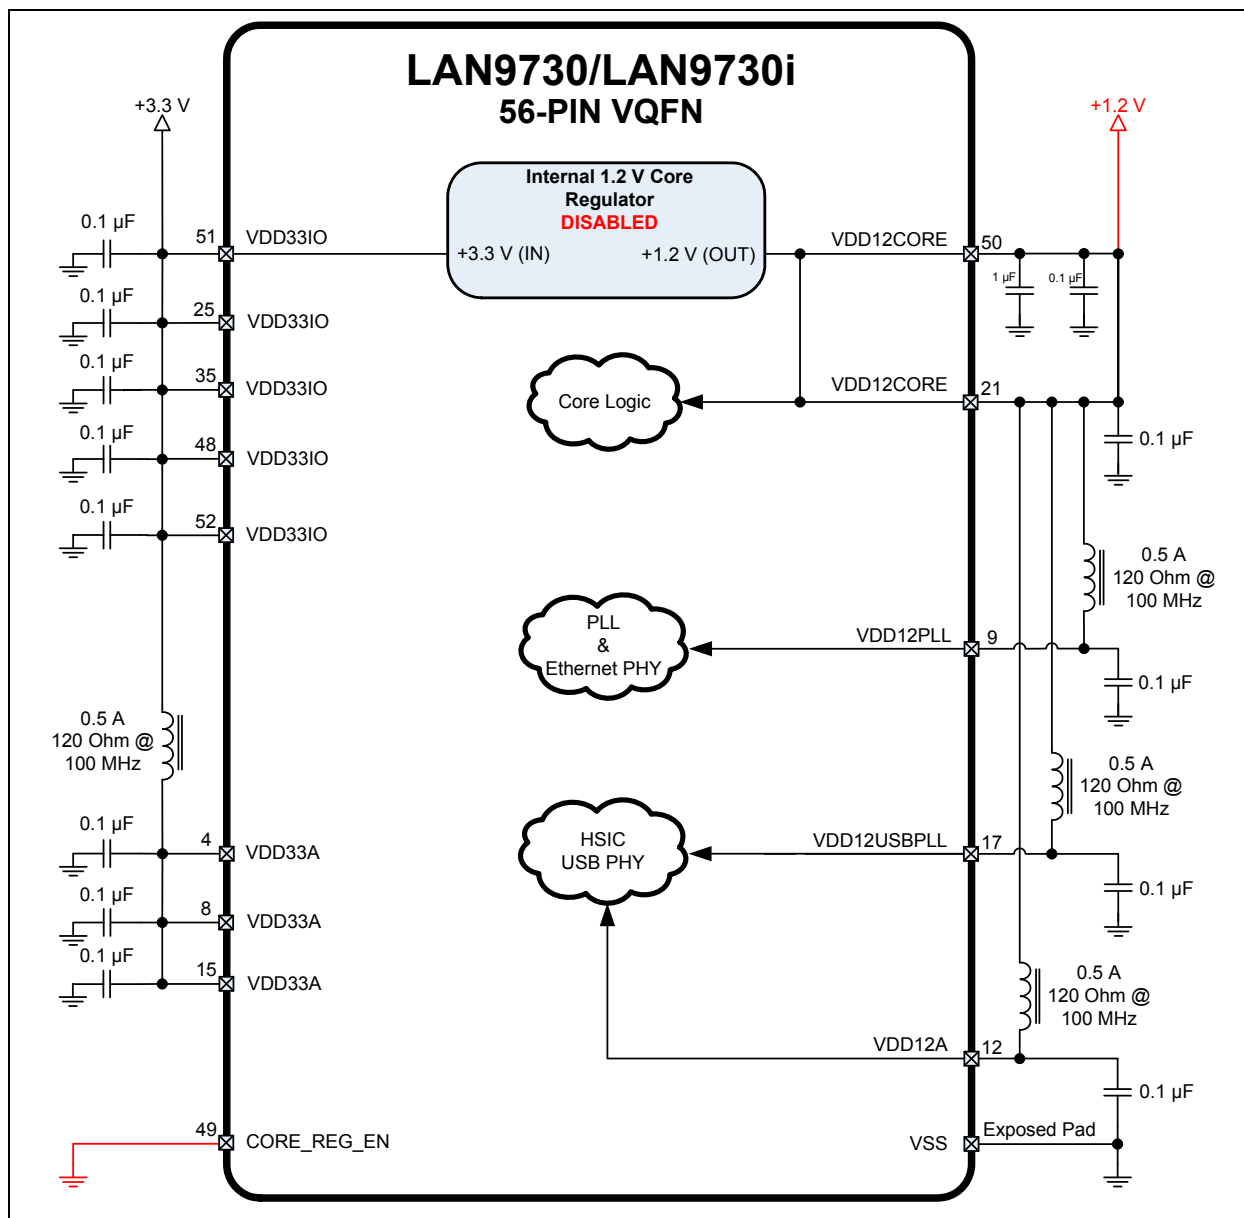 LAN9730/LAN9730i
56-PIN VQFN
+3.3 V
+1.2 V
Internal 1.2 V Core
Regulator
DISABLED
+3.3 V (IN)
+1.2 V (OUT)
0.1 µF
51
VDD33IO
VDD12CORE
50
1 µF
0.1 µF
0.1 µF
25
VDD33IO
0.1 µF
35
VDD33IO
Core Logic
VDD12CORE
21
0.1 µF
0.1 µF
48
VDD33IO
0.1 µF
52
VDD33IO
0.5 A
120 Ohm @
100 MHz
PLL
&
Ethernet PHY
VDD12PLL
9
0.1 µF
0.5 A
120 Ohm @
100 MHz
0.5 A
120 Ohm @
100 MHz
0.1 µF
4
VDD33A
HSIC
USB PHY
VDD12USBPLL
17
0.1 µF
0.1 µF
8
VDD33A
0.1 µF
15
VDD33A
0.5 A
120 Ohm @
100 MHz
VDD12A
12
0.1 µF
49
CORE_REG_EN
VSS
Exposed Pad